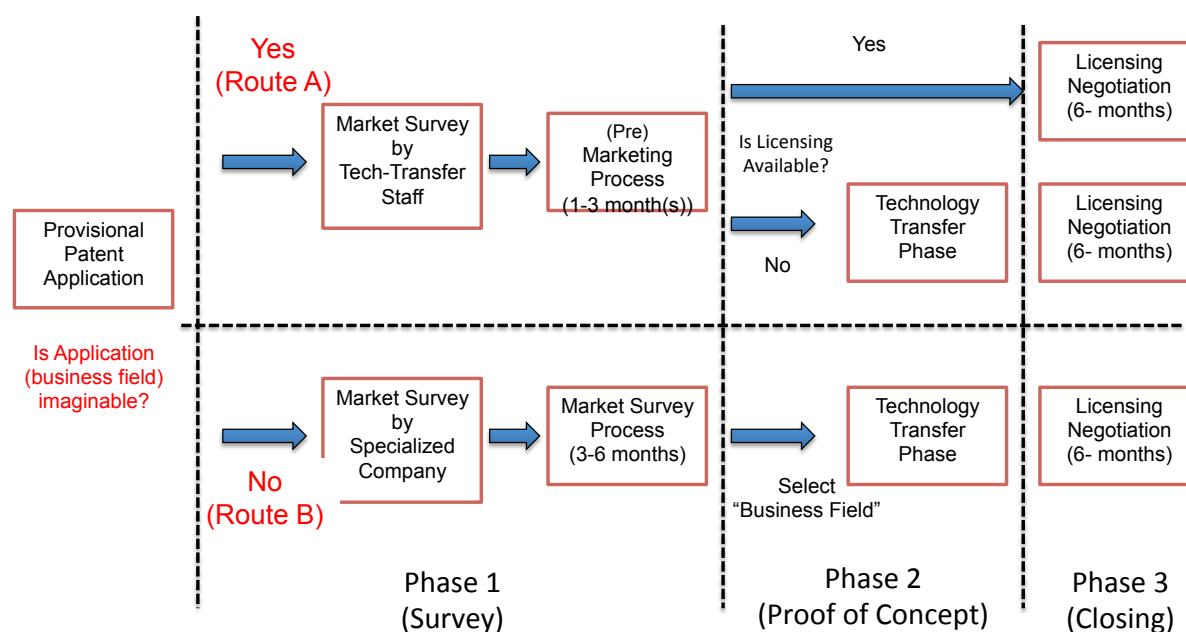 Provisional
Patent
Application
Is Application
(business field)
imaginable?
Yes
(Route A)
Market Survey
by
Tech-Transfer
Staff
(Pre)
Marketing
Process
(1-3 month(s))
Yes
Is Licensing
Available?
No
Technology
Transfer
Phase
Licensing
Negotiation
(6- months)
Licensing
Negotiation
(6- months)
No
(Route B)
Market Survey
by
Specialized
Company
Market Survey
Process
(3-6 months)
Select
“Business Field”
Technology
Transfer
Phase
Licensing
Negotiation
(6- months)
Phase 1
(Survey)
Phase 2
(Proof of Concept)
Phase 3
(Closing)